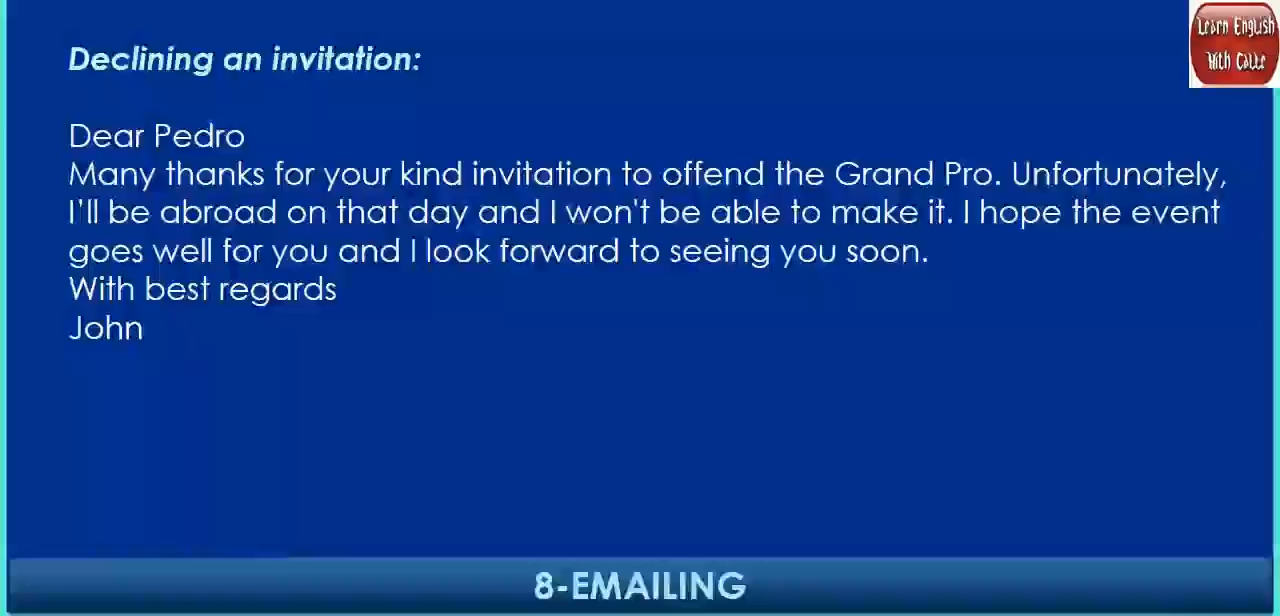 Learn English
With Cattr
Declining an invitation:
Dear Pedro
Many thanks for your kind invitation to offend the Grand Pro. Unfortunately,
I'll be abroad on that day and I won't be able to make it. I hope the event
goes well for you and I look forward to seeing you soon.
With best regards
John
8-EMAILING